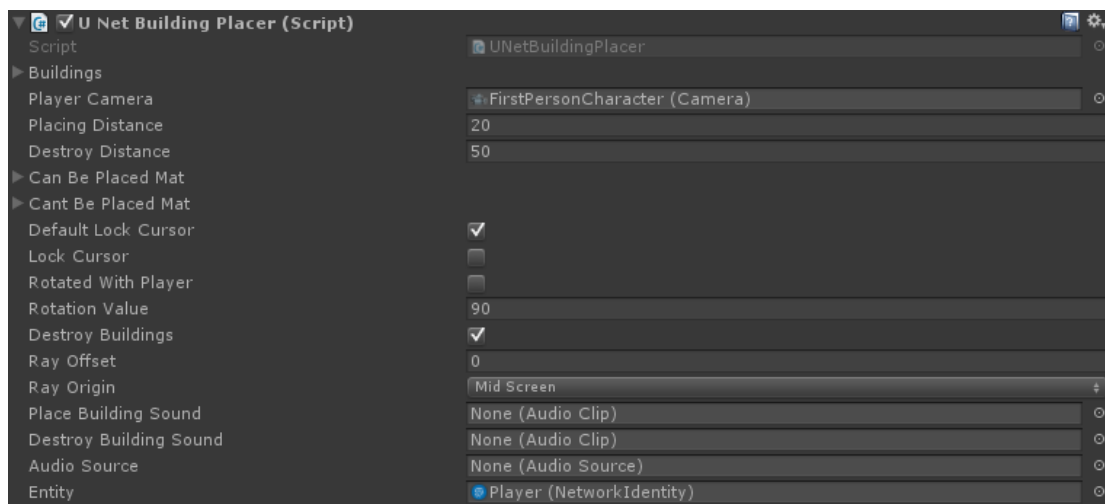 U Net Building Placer (Script)
Script UNetBuildingPlacer
Buildings
Player Camera FirstPersonCharacter (Camera)
Placing Distance 20
Destroy Distance 50
Can Be Placed Mat
Cant Be Placed Mat
Default Lock Cursor
Lock Cursor
Rotated With Player
Rotation Value 90
Destroy Buildings
Ray Offset 0
Ray Origin Mid Screen
Place Building Sound None (Audio Clip)
Destroy Building Sound None (Audio Clip)
Audio Source None (Audio Source)
Entity Player (NetworkIdentity)